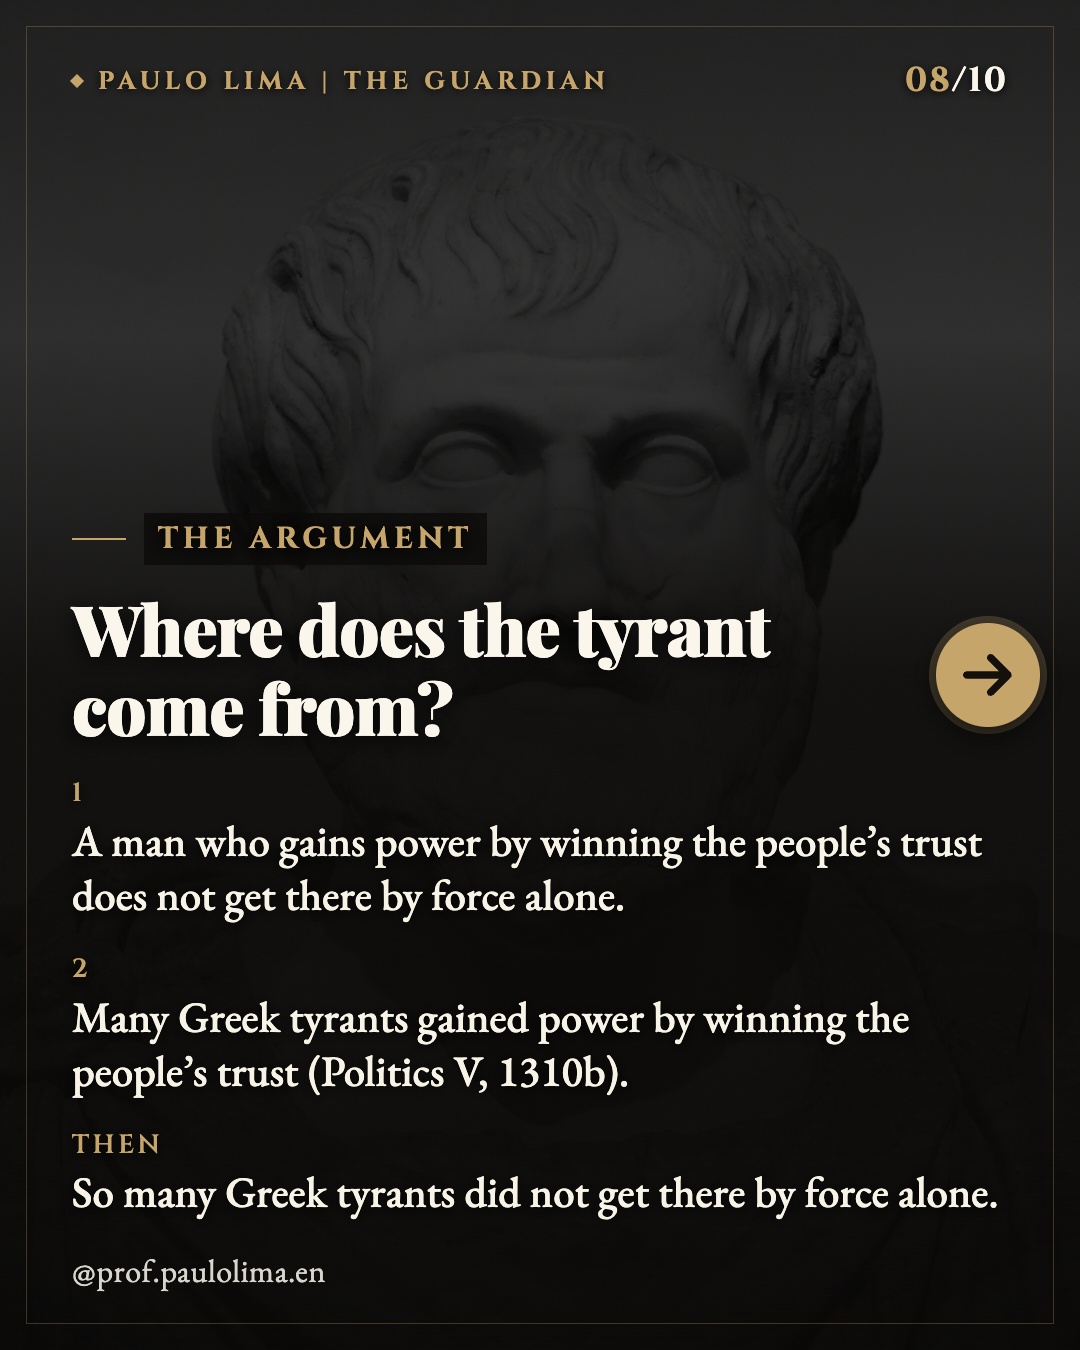 ◆ PAULO LIMA | THE GUARDIAN
08/10
THE ARGUMENT
Where does the tyrant
come from?
1
A man who gains power by winning the people’s trust
does not get there by force alone.
2
Many Greek tyrants gained power by winning the
people’s trust (Politics V, 1310b).
THEN
So many Greek tyrants did not get there by force alone.
@prof.paulolima.en